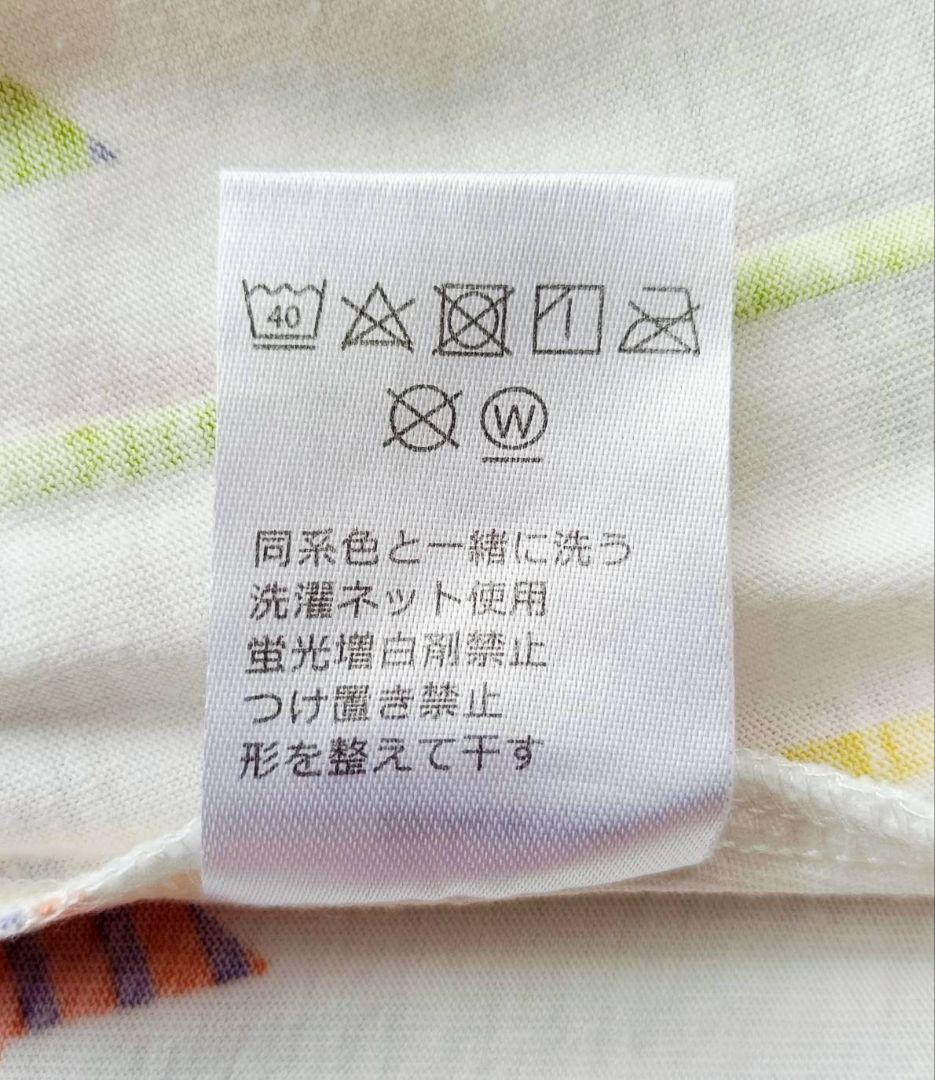 40
W
同系色と一緒に洗う
洗濯ネット使用
蛍光増白剤禁止
つけ置き禁止
形を整えて干す